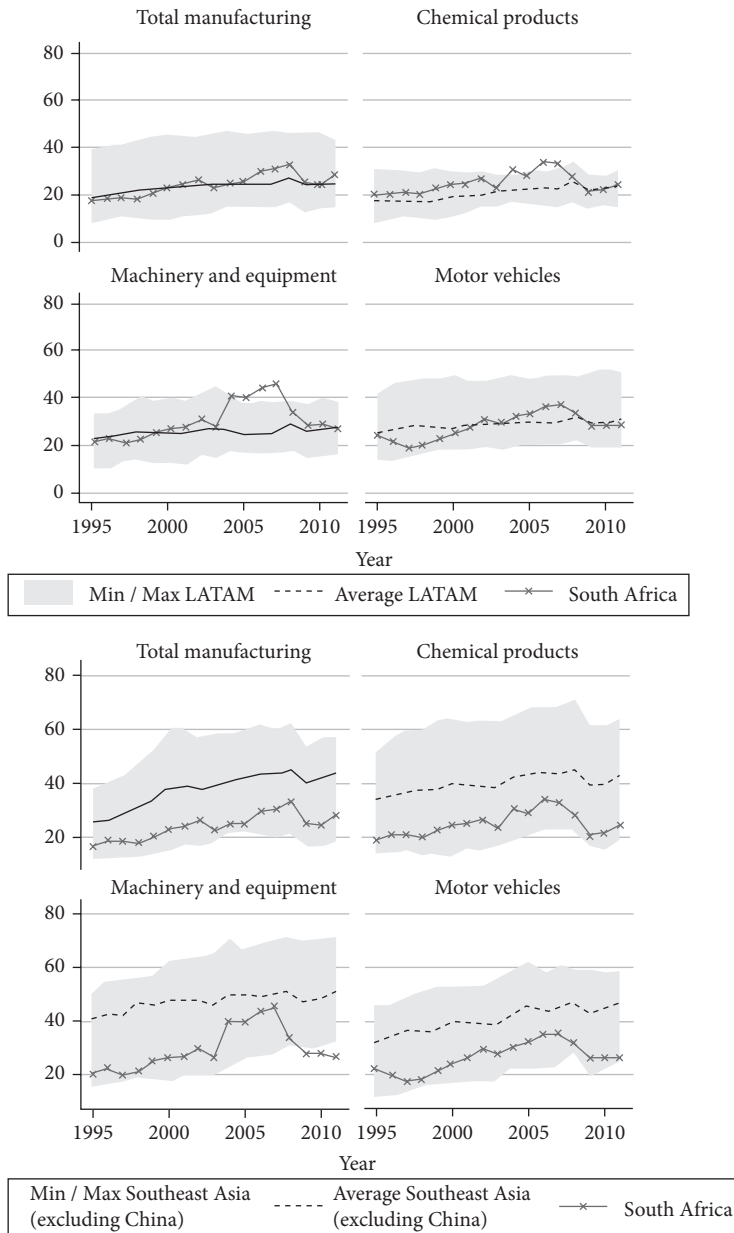 Total manufacturing
Chemical products
80
60
40
20
0
Machinery and equipment
Motor vehicles
80
60
40
20
0
1995 2000 2005 2010 1995 2000 2005 2010
Year
Min / Max LATAM Average LATAM South Africa
Total manufacturing
Chemical products
80
60
40
20
Machinery and equipment
Motor vehicles
80
60
40
20
1995 2000 2005 2010 1995 2000 2005 2010
Year
Min / Max Southeast Asia
(excluding China)
Average Southeast Asia
(excluding China)
South Africa